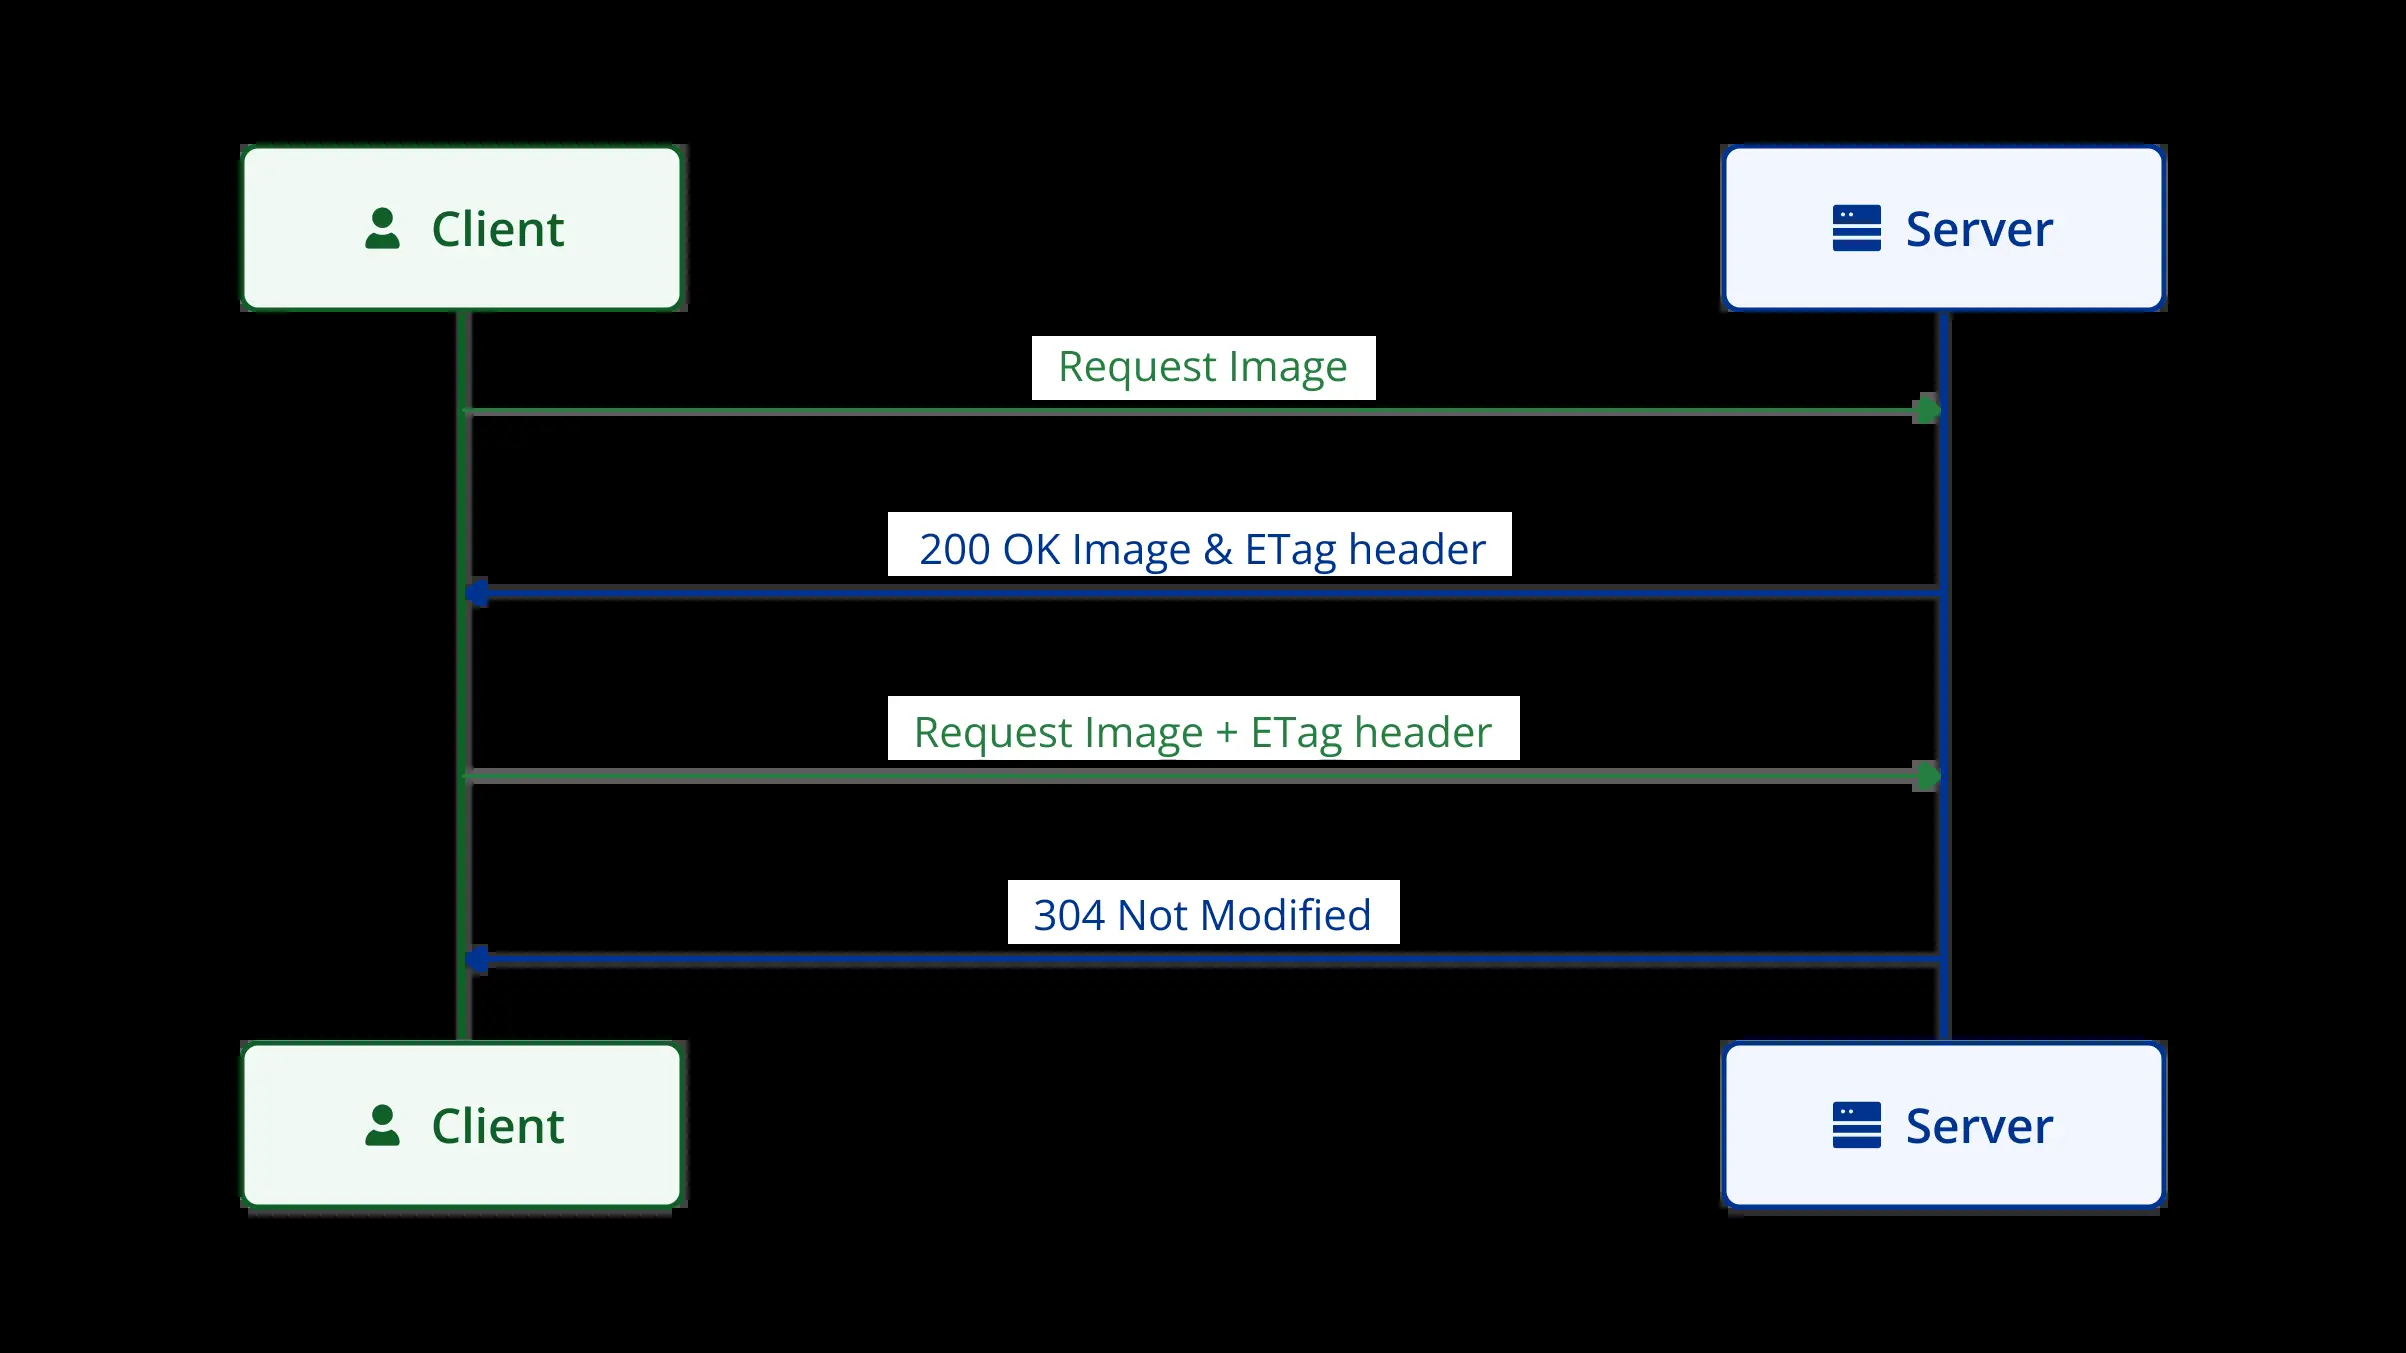 Client
Server
Request Image
200 OK Image & ETag header
Request Image + ETag header
304 Not Modified
Client
Server